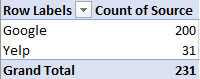 Row Labels Count of Source
Google 200
Yelp 31
Grand Total 231